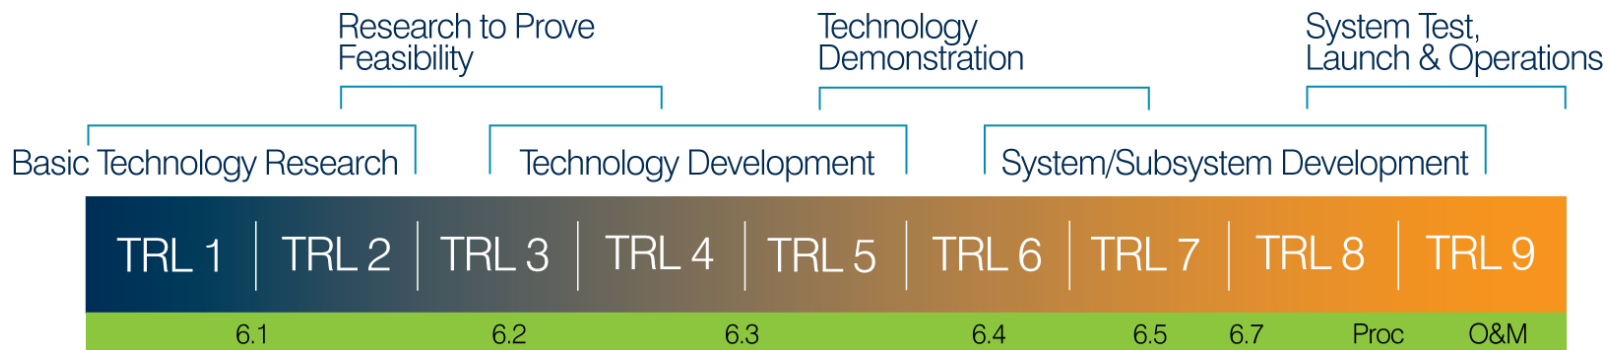 Research to Prove
Feasibility
Technology
Demonstration
System Test,
Launch & Operations
Basic Technology Research
Technology Development
System/Subsystem Development
TRL 1 TRL 2 TRL 3 TRL 4 TRL 5 TRL 6 TRL 7 TRL 8 TRL 9
6.1 6.2 6.3 6.4 6.5 6.7 Proc O&M